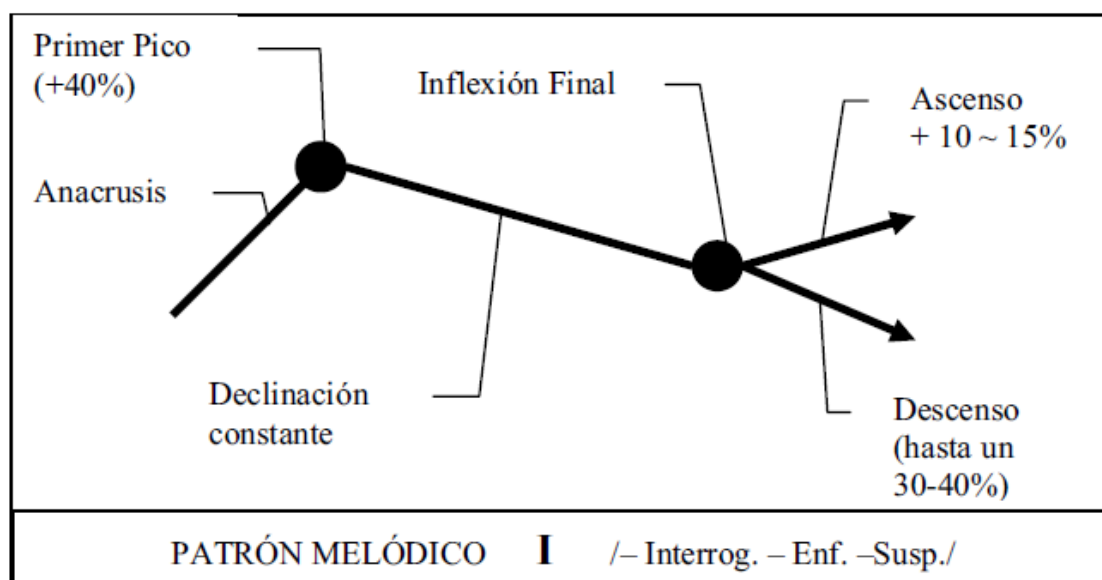 Primer Pico
(+40%)
Inflexión Final
Ascenso
+ 10 ~ 15%
Anacrusis
Declinación
constante
Descenso
(hasta un
30-40%)
PATRÓN MELÓDICO I /– Interrog. – Enf. –Susp./